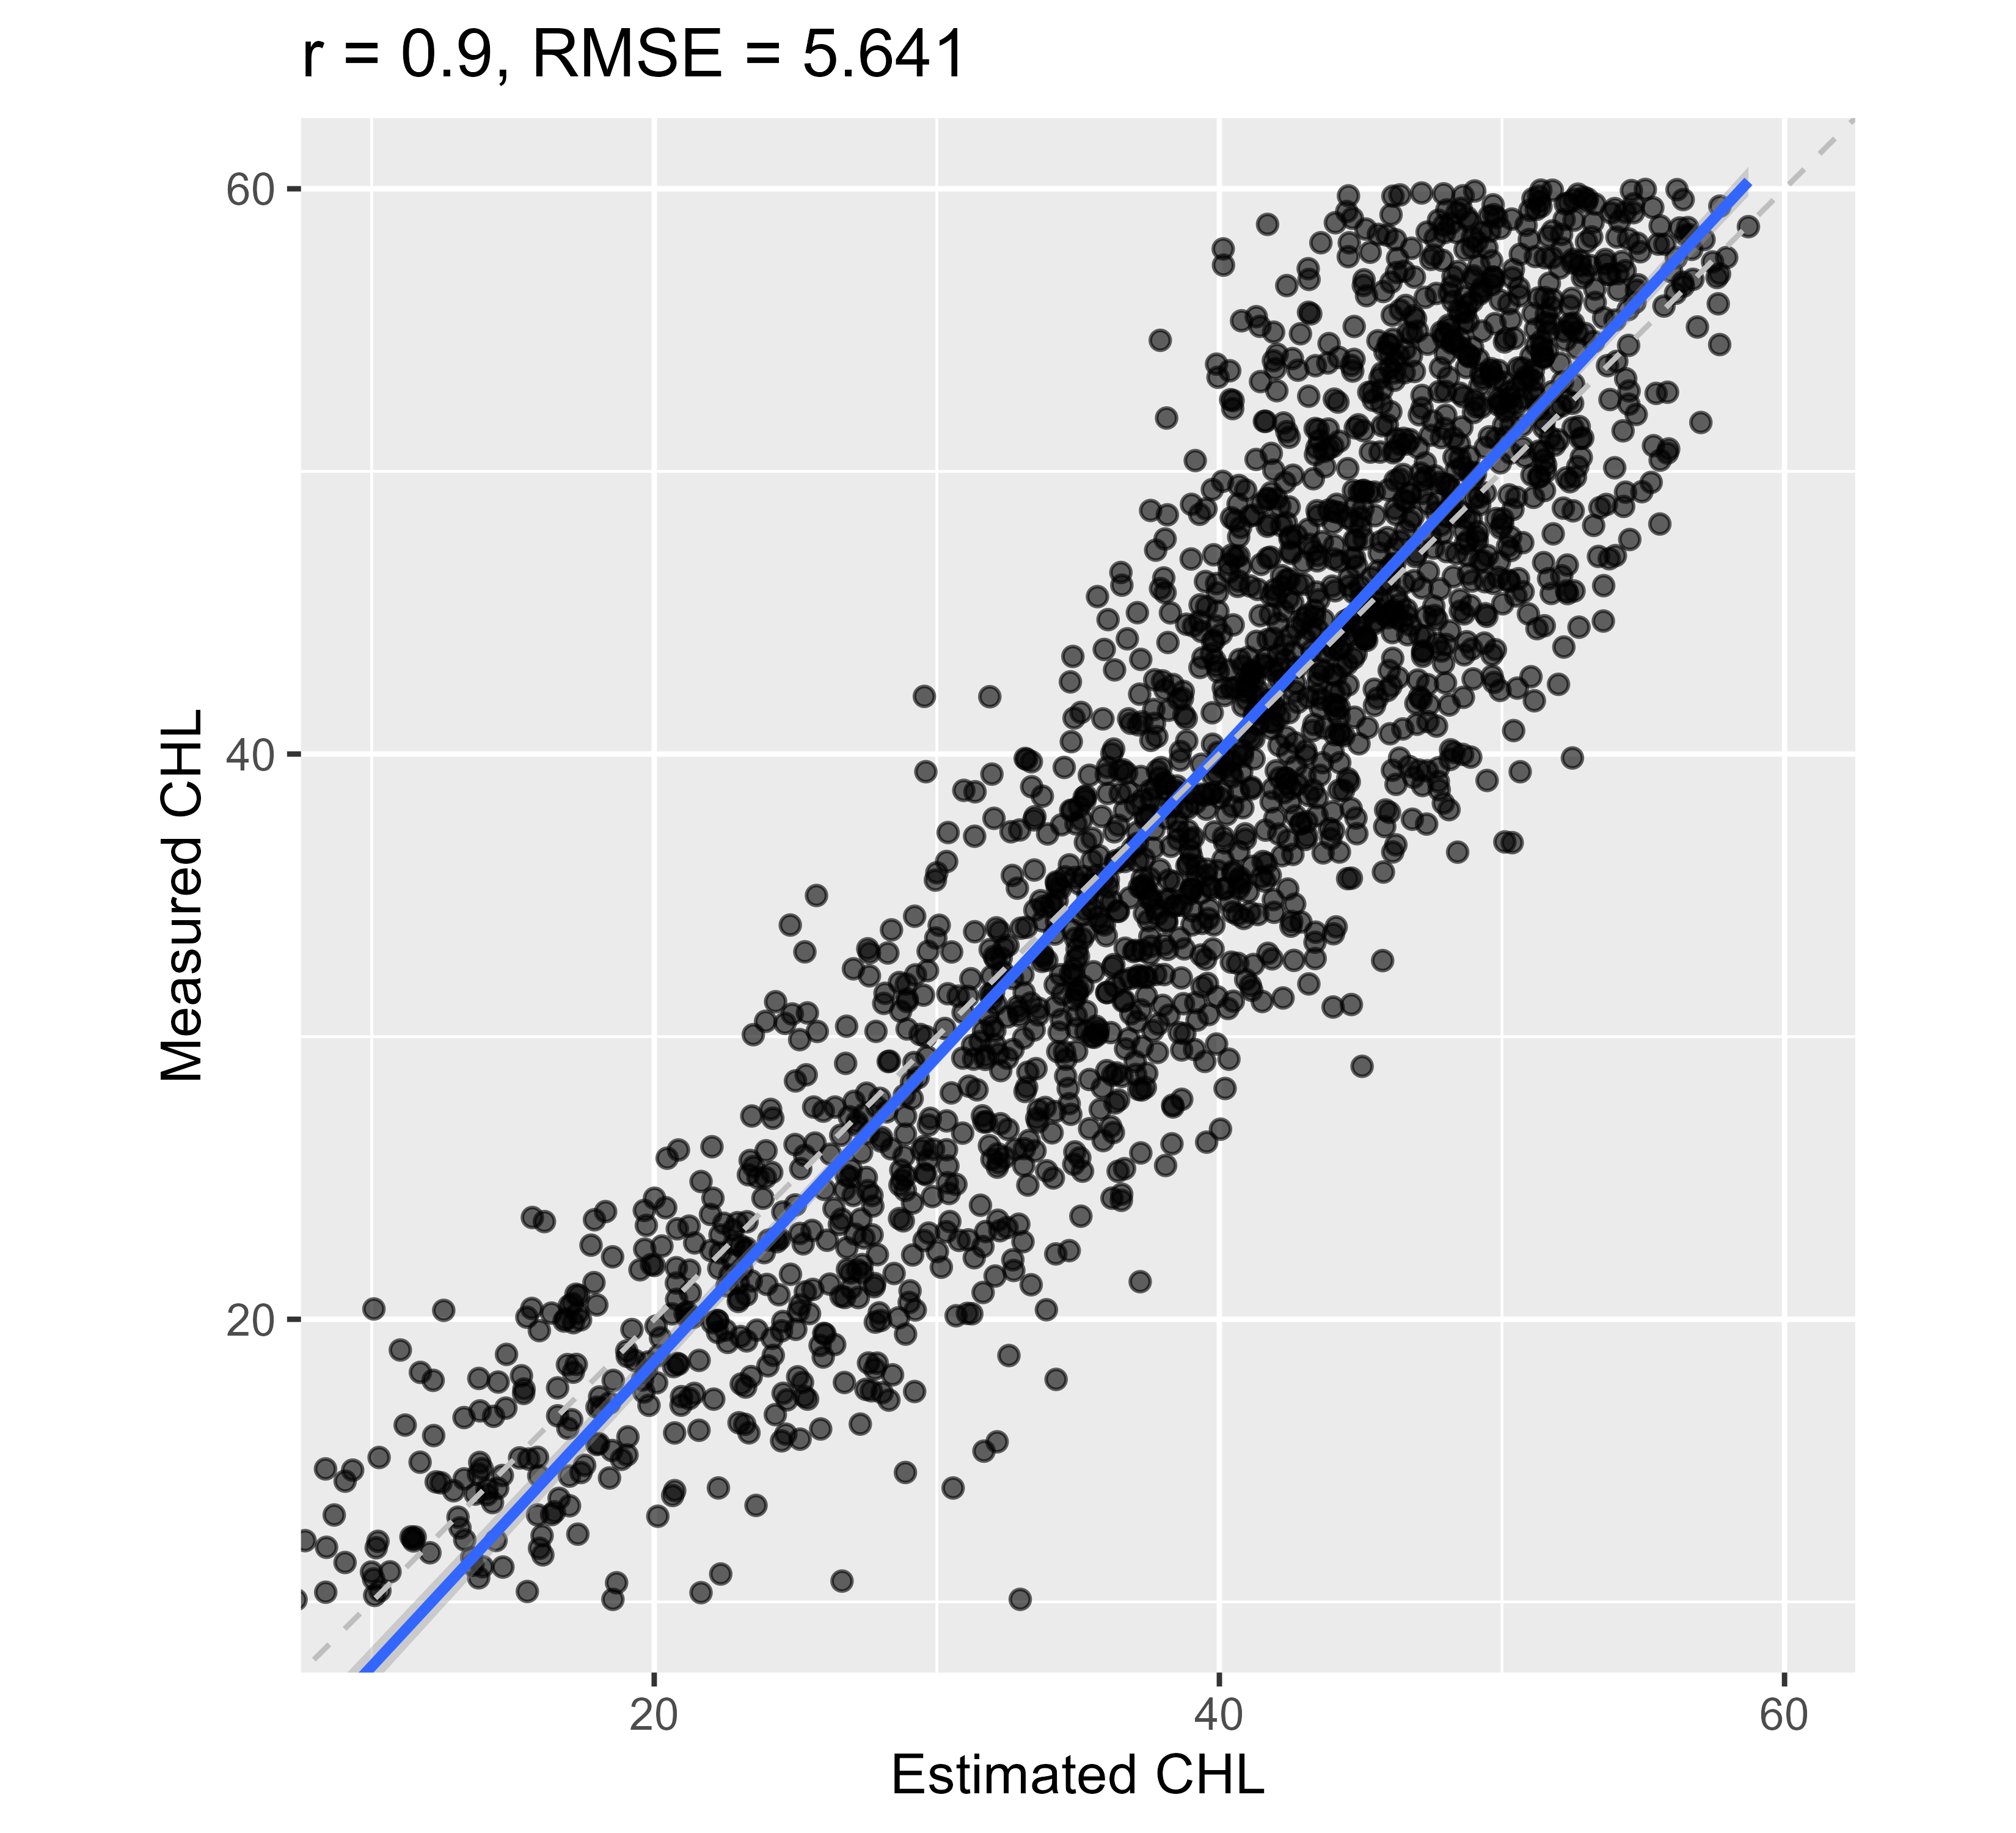 r = 0.9, RMSE = 5.641
60
40
20
Measured CHL
20
40
60
Estimated CHL